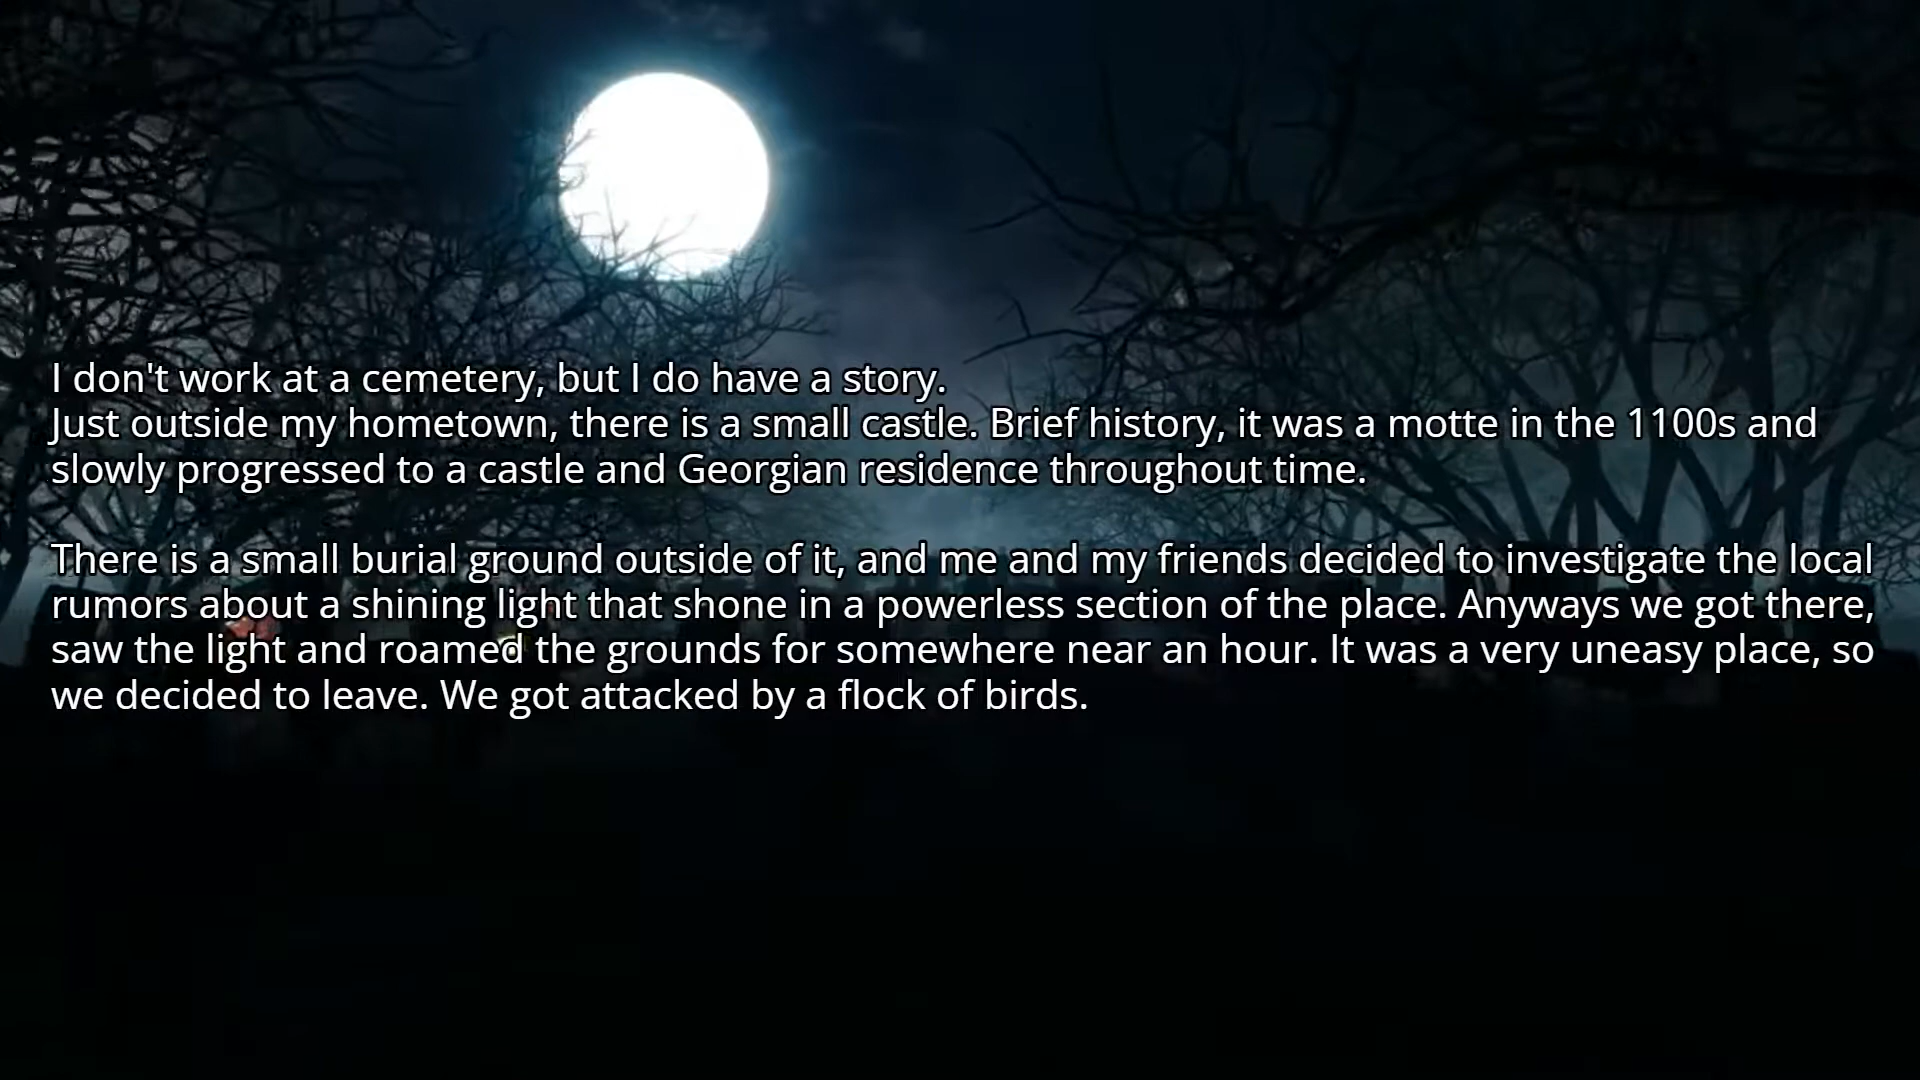 I don't work at a cemetery, but I do have a story.
Just outside my hometown, there is a small castle. Brief history, it was a motte in the 1100s and
slowly progressed to a castle and Georgian residence throughout time.
There is a small burial ground outside of it, and me and my friends decided to investigate the local
rumors about a shining light that shone in a powerless section of the place. Anyways we got there,
saw the light and roamed the grounds for somewhere near an hour. It was a very uneasy place, so
we decided to leave. We got attacked by a flock of birds.